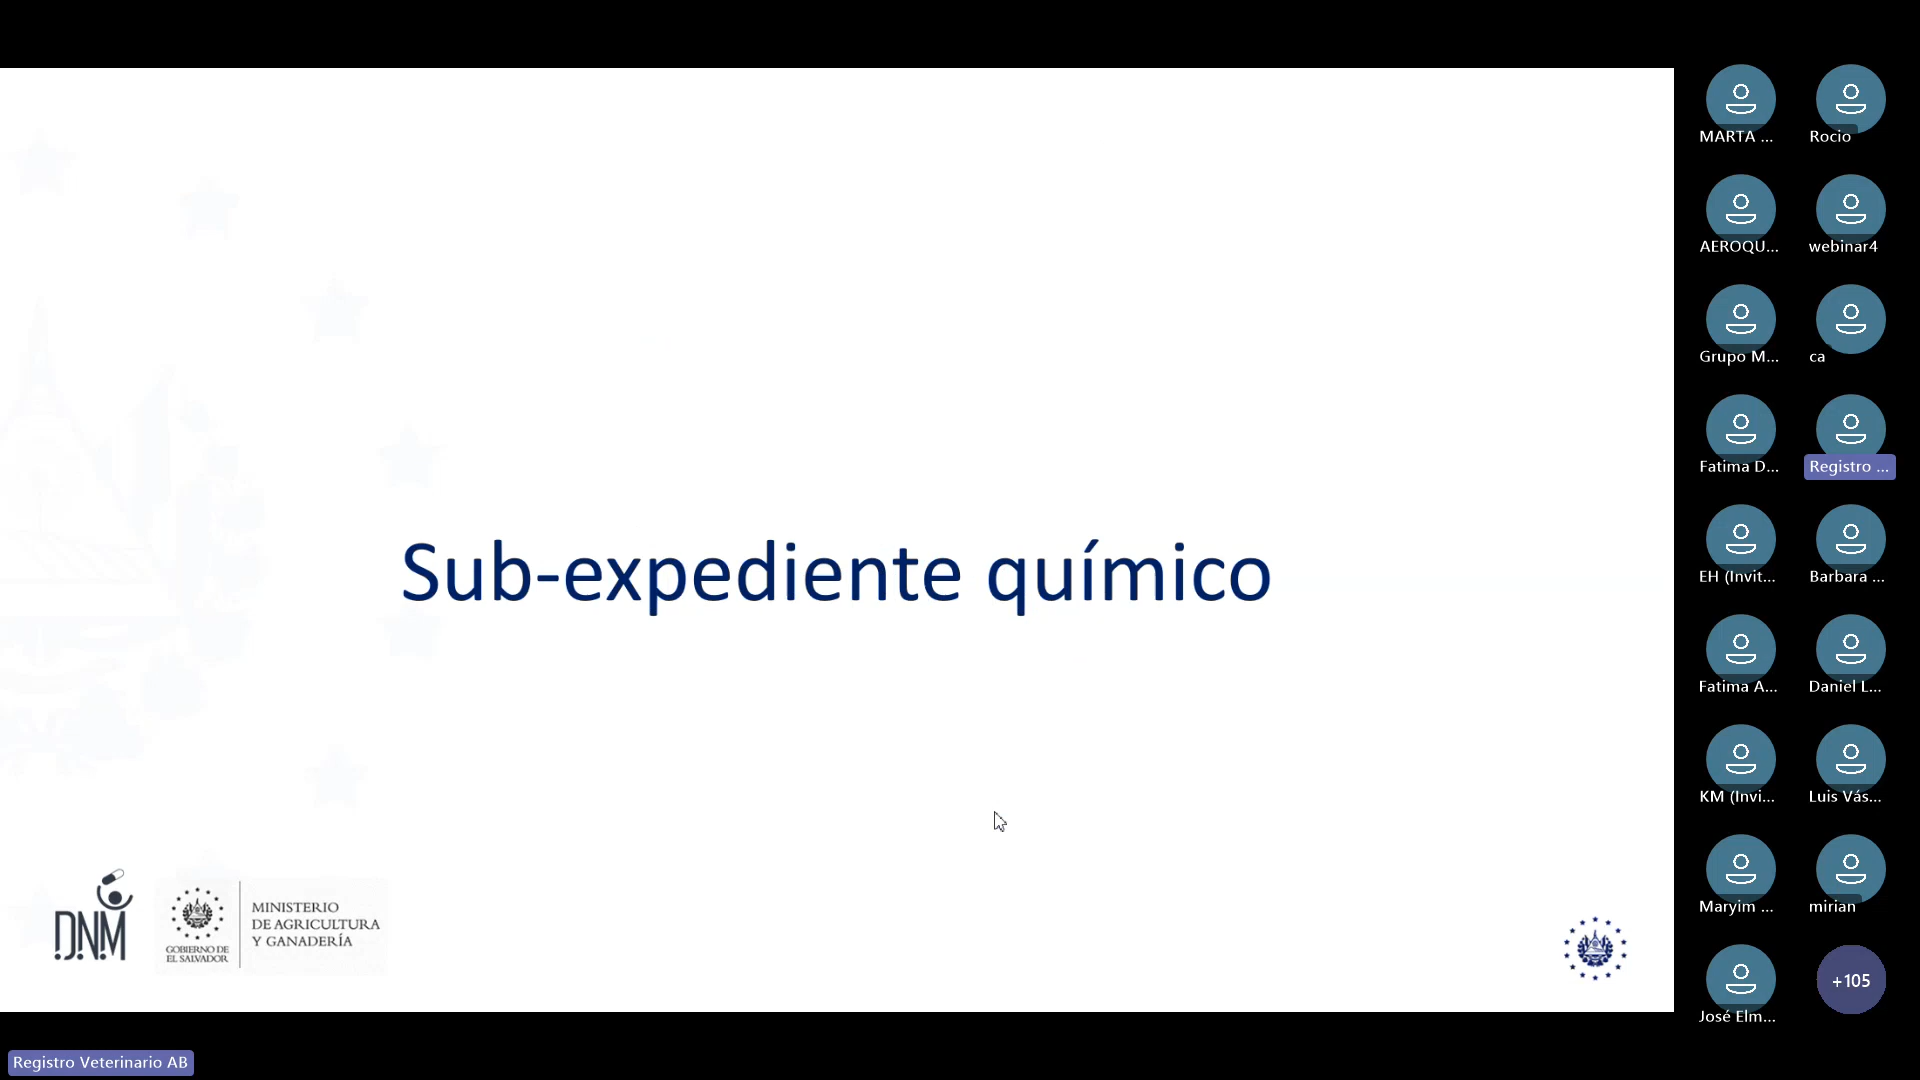 Sub-expediente químico
DNM
GOBIERNO DE
EL SALVADOR
MINISTERIO
DE AGRICULTURA
Y GANADERÍA
Registro Veterinario AB
MARTA ...
Rocio
AEROQU...
webinar4
Grupo M...
ca
Fatima D...
Registro ...
EH (Invit...
Barbara ...
Fatima A...
Daniel L...
KM (Invi...
Luis Vás...
Maryim ...
mirian
José Elm...
+105